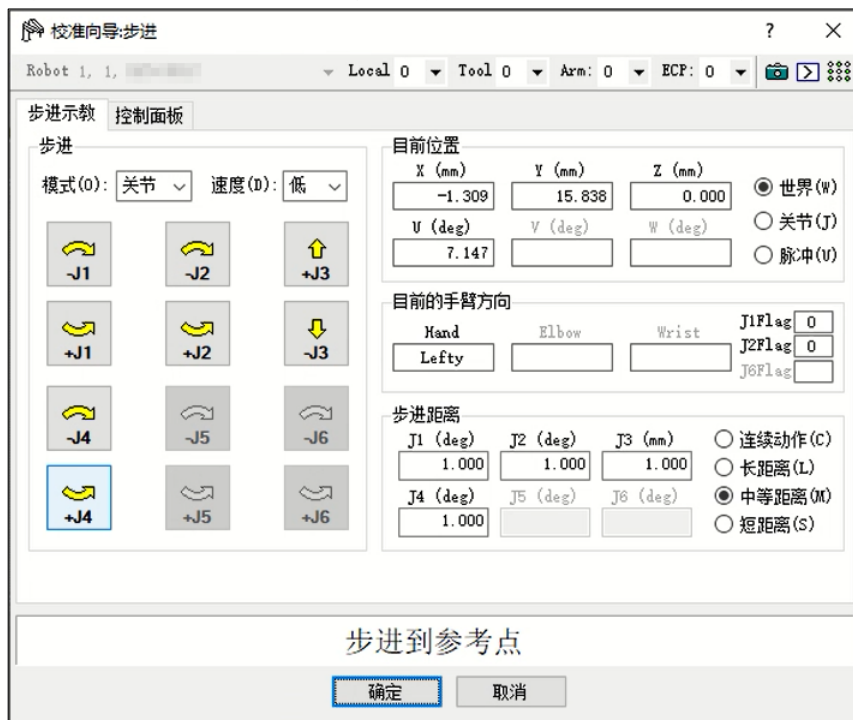 校准向导:步进
Robot 1, 1, Local 0 Tool 0 Arm: 0 ECP: 0
步进示教 控制面板
步进
模式(O): 关节 速度(D): 低
-J1 -J2 +J3
+J1 +J2 -J3
-J4 -J5 -J6
+J4 +J5 +J6
目前位置
X (mm) Y (mm) Z (mm)
-1.309 15.838 0.000
U (deg) V (deg) W (deg)
7.147
世界(W)
关节(J)
脉冲(U)
目前的手臂方向
Hand Elbow Wrist
Lefty
J1Flag 0
J2Flag 0
J6Flag
步进距离
J1 (deg) J2 (deg) J3 (mm)
1.000 1.000 1.000
J4 (deg) J5 (deg) J6 (deg)
1.000
连续动作(C)
长距离(L)
中等距离(M)
短距离(S)
步进到参考点
确定 取消